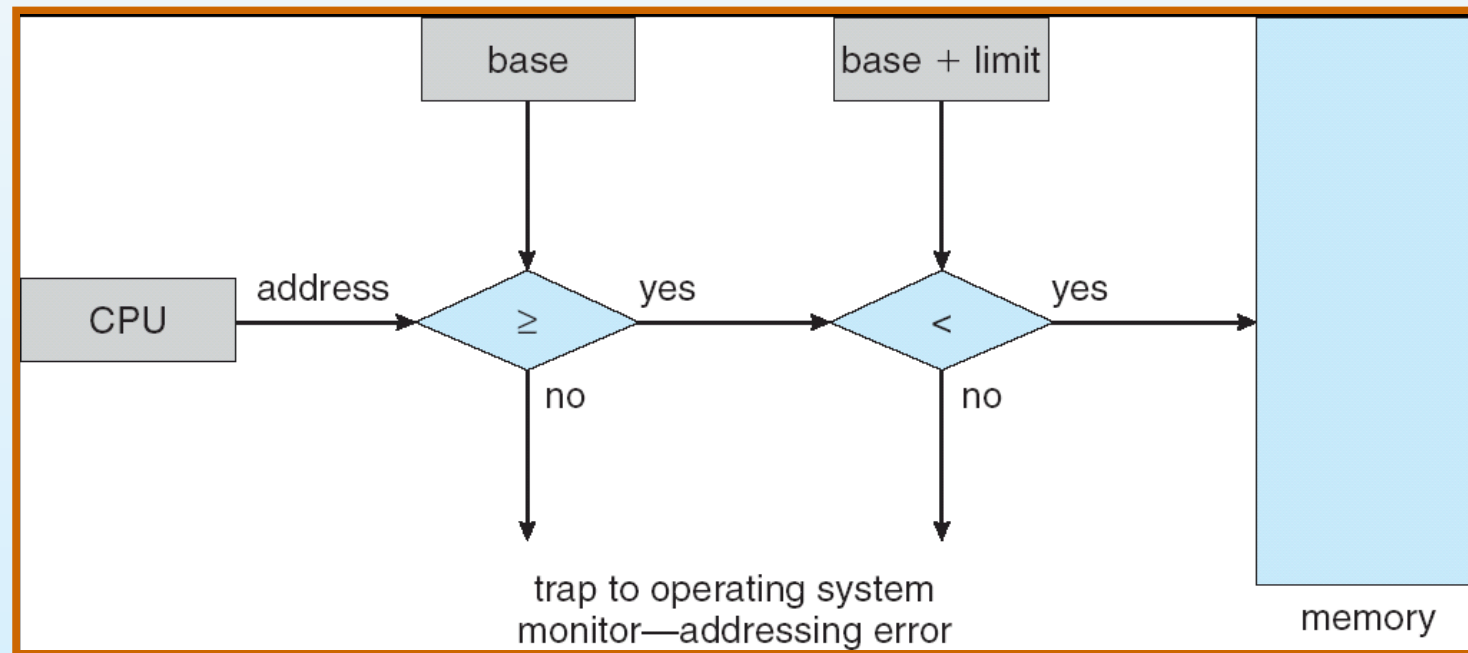 base
base + limit
CPU
address
≥
yes
<
yes
no
no
trap to operating system
monitor—addressing error
memory